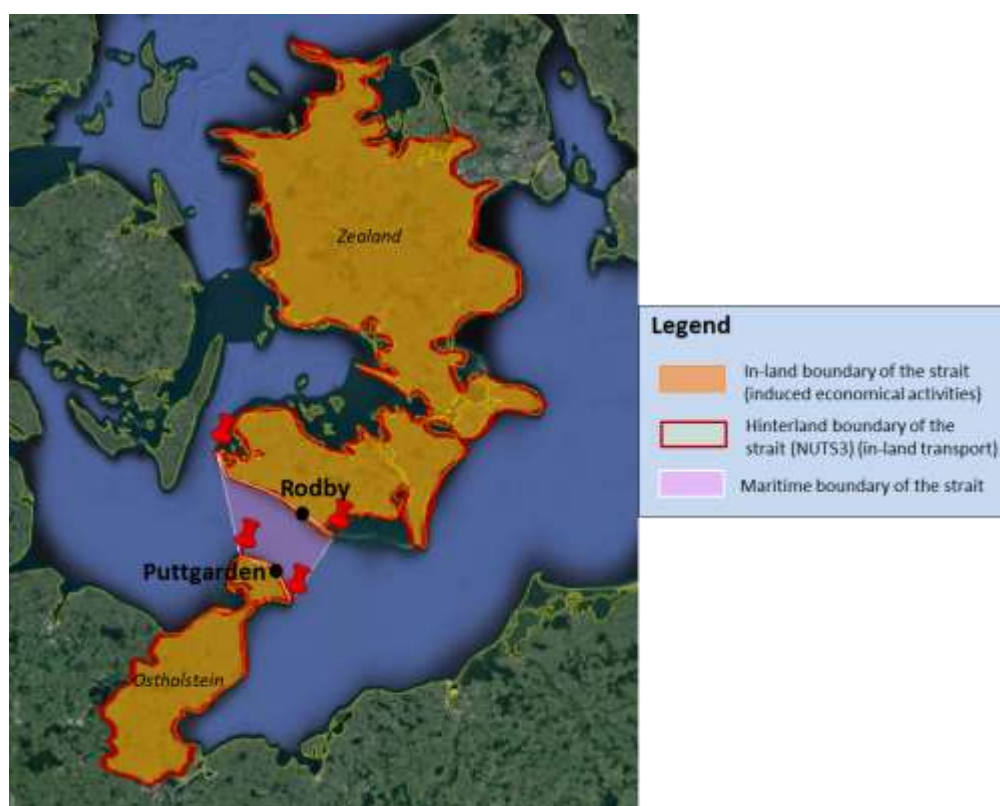 Zealand
Rodby
Puttgarden
Ostholstein
Legend
In-land boundary of the strait
(induced economical activities)
Hinterland boundary of the
strait (NUTS3) (in-land transport)
Maritime boundary of the strait